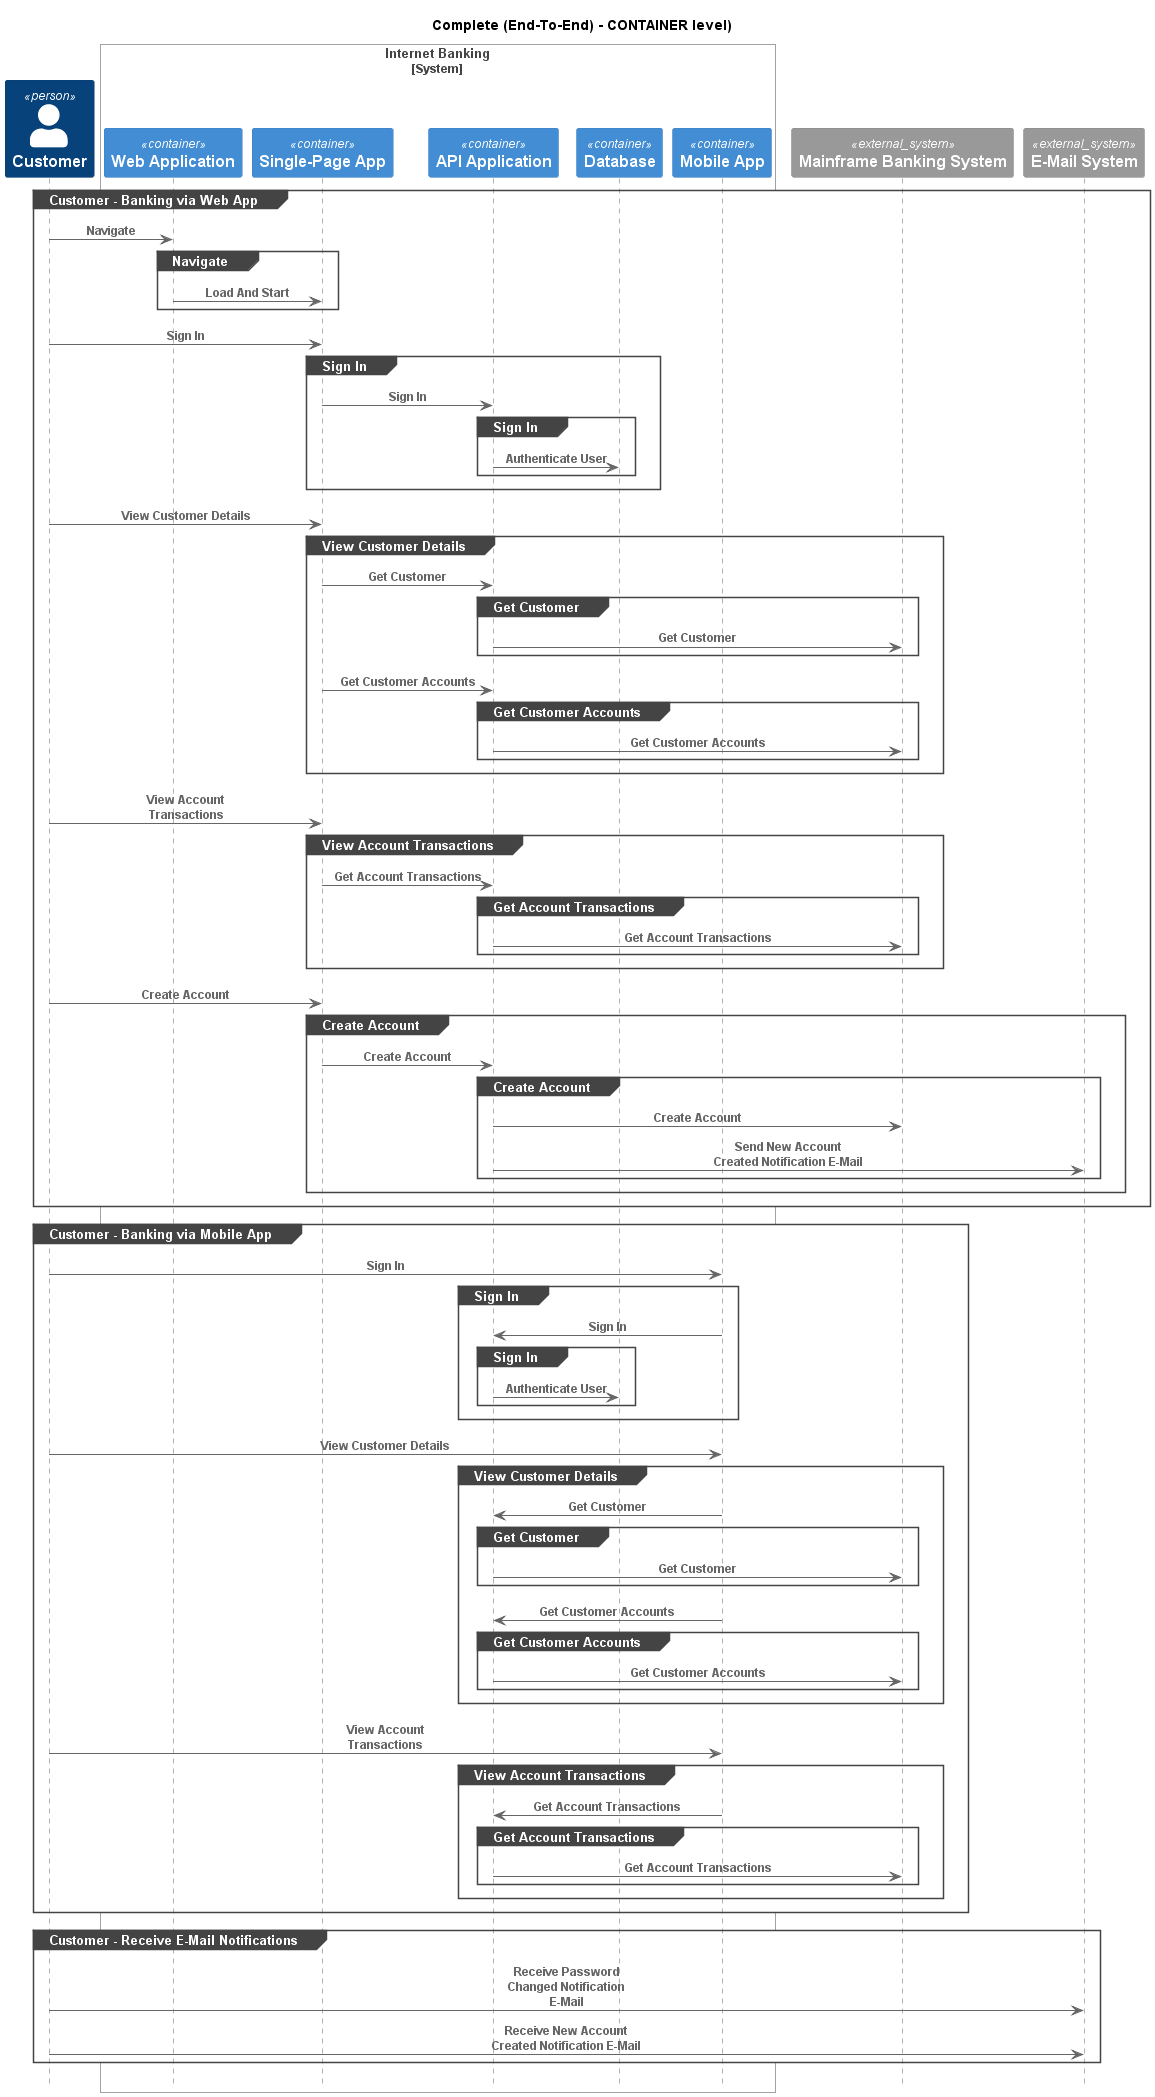 Complete (End-To-End) - CONTAINER level)
Internet Banking
[System]
«person»
Customer
«container»
Web Application
«container»
Single-Page App
«container»
API Application
«container»
Database
«container»
Mobile App
«external_system»
Mainframe Banking System
«external_system»
E-Mail System
Customer - Banking via Web App
Navigate
Navigate
Load And Start
Sign In
Sign In
Sign In
Sign In
Authenticate User
View Customer Details
View Customer Details
Get Customer
Get Customer
Get Customer
Get Customer Accounts
Get Customer Accounts
Get Customer Accounts
View Account
Transactions
View Account Transactions
Get Account Transactions
Get Account Transactions
Get Account Transactions
Create Account
Create Account
Create Account
Create Account
Create Account
Send New Account
Created Notification E-Mail
Customer - Banking via Mobile App
Sign In
Sign In
Sign In
Sign In
Authenticate User
View Customer Details
View Customer Details
Get Customer
Get Customer
Get Customer
Get Customer Accounts
Get Customer Accounts
Get Customer Accounts
View Account
Transactions
View Account Transactions
Get Account Transactions
Get Account Transactions
Get Account Transactions
Customer - Receive E-Mail Notifications
Receive Password
Changed Notification
E-Mail
Receive New Account
Created Notification E-Mail